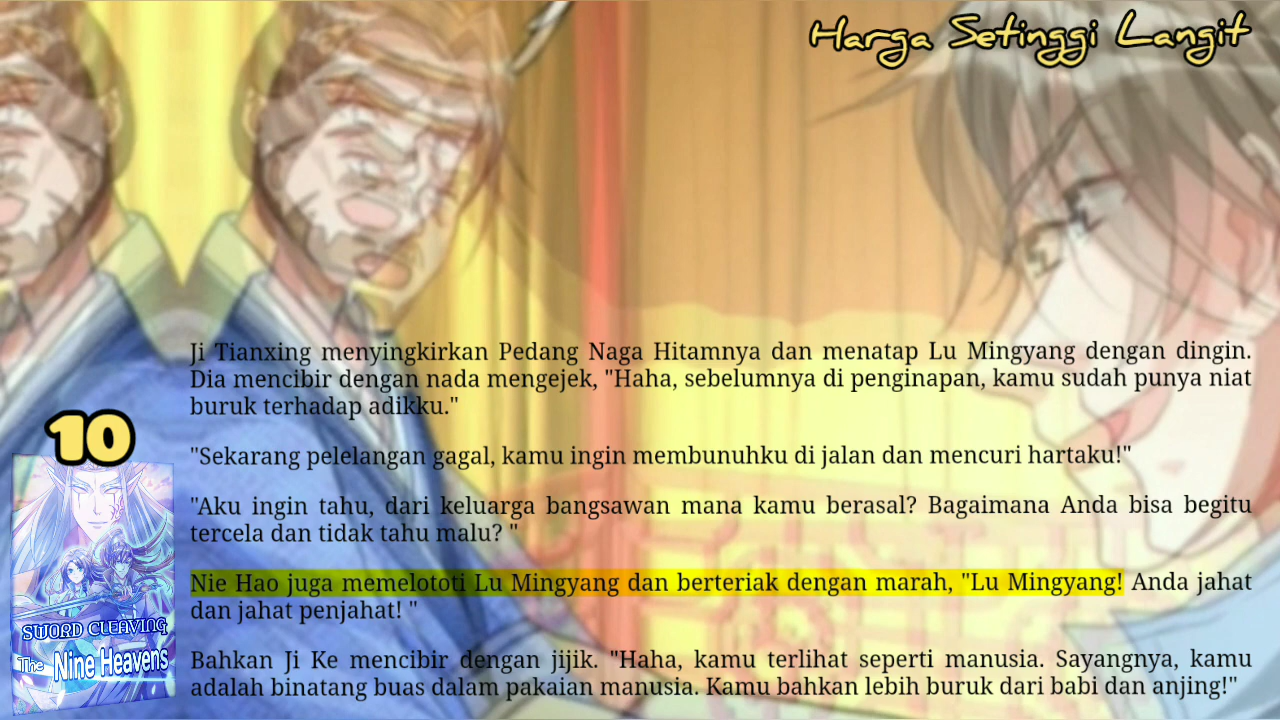 Harga Setinggi Langit
Ji Tianxing menyingkirkan Pedang Naga Hitamnya dan menatap Lu Mingyang dengan dingin.
Dia mencibir dengan nada mengejek, "Haha, sebelumnya di penginapan, kamu sudah punya niat
buruk terhadap adikku."
"Sekarang pelelangan gagal, kamu ingin membunuhku di jalan dan mencuri hartaku!"
"Aku ingin tahu, dari keluarga bangsawan mana kamu berasal? Bagaimana Anda bisa begitu
tercela dan tidak tahu malu? "
Nie Hao juga memelototi Lu Mingyang dan berteriak dengan marah, "Lu Mingyang! Anda jahat
dan jahat penjahat! "
Bahkan Ji Ke mencibir dengan jijik. "Haha, kamu terlihat seperti manusia. Sayangnya, kamu
adalah binatang buas dalam pakaian manusia. Kamu bahkan lebih buruk dari babi dan anjing!"
10
SWORD CLEAVING
The Nine Heavens